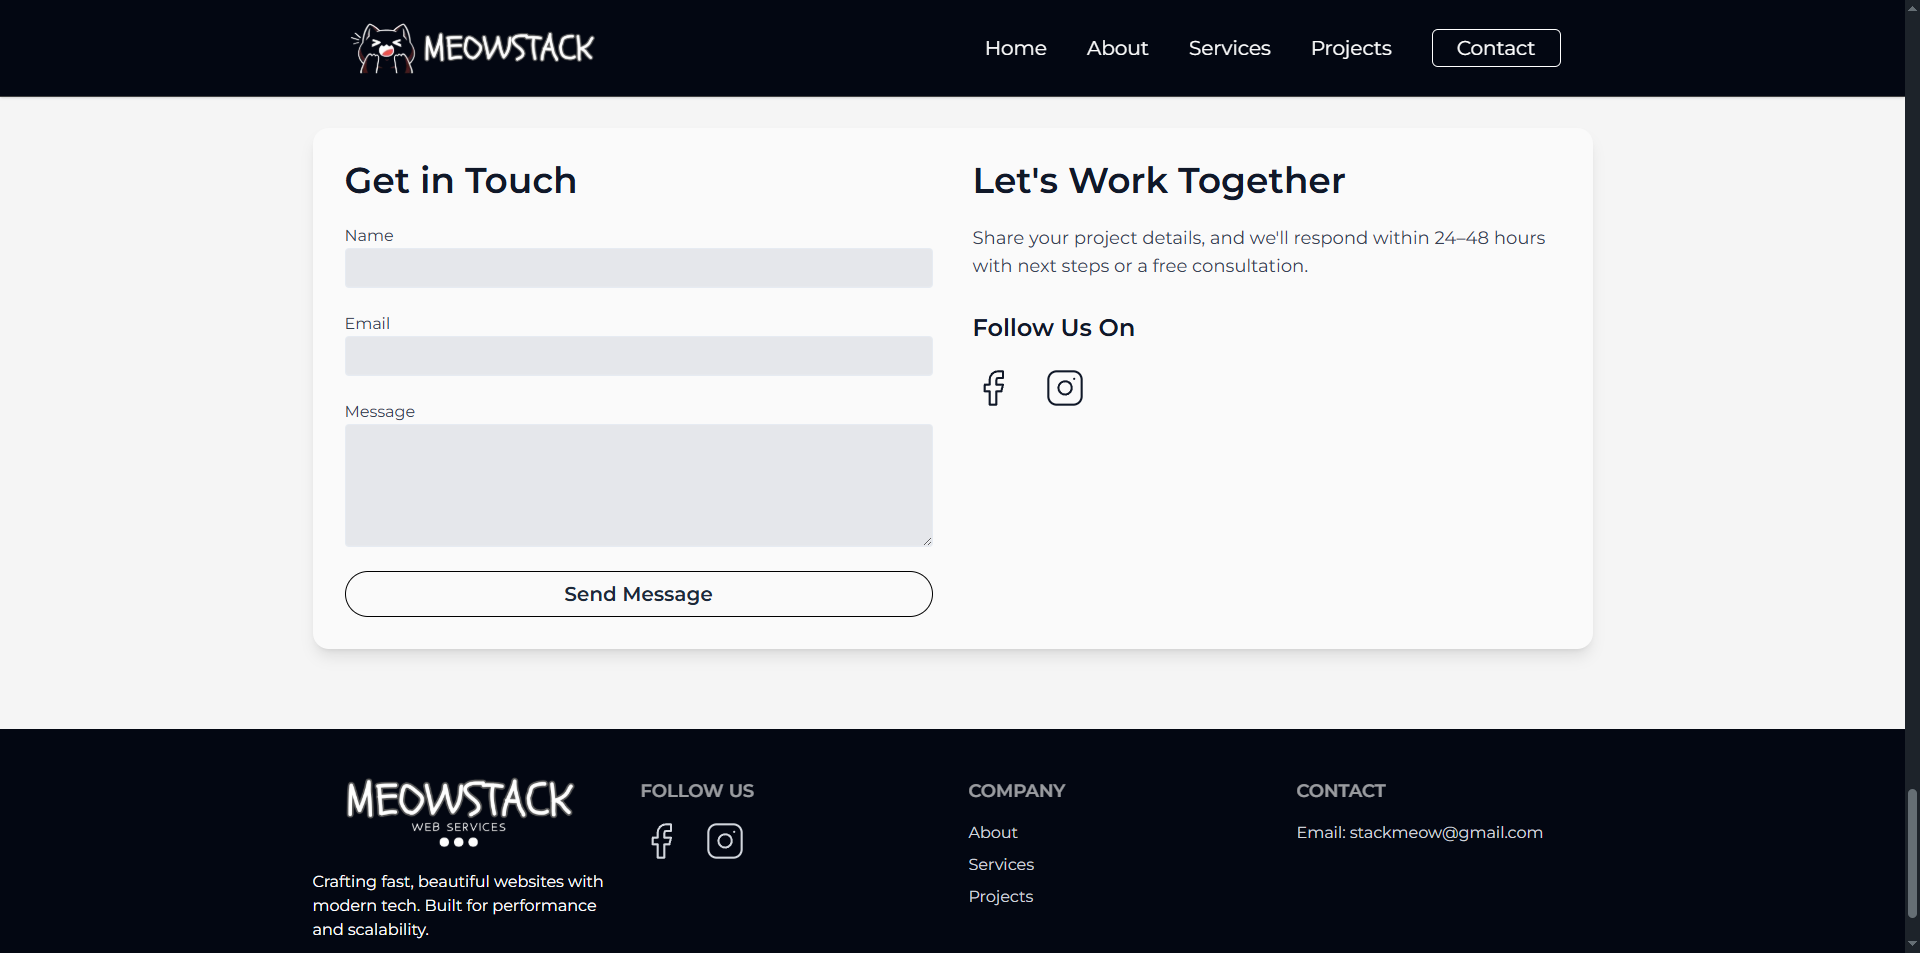 MEOWSTACK
Home
About
Services
Projects
Contact
Get in Touch
Name
Email
Message
Send Message
Let's Work Together
Share your project details, and we'll respond within 24–48 hours
with next steps or a free consultation.
Follow Us On
MEOWSTACK
WEB SERVICES
Crafting fast, beautiful websites with
modern tech. Built for performance
and scalability.
FOLLOW US
COMPANY
About
Services
Projects
CONTACT
Email: stackmeow@gmail.com